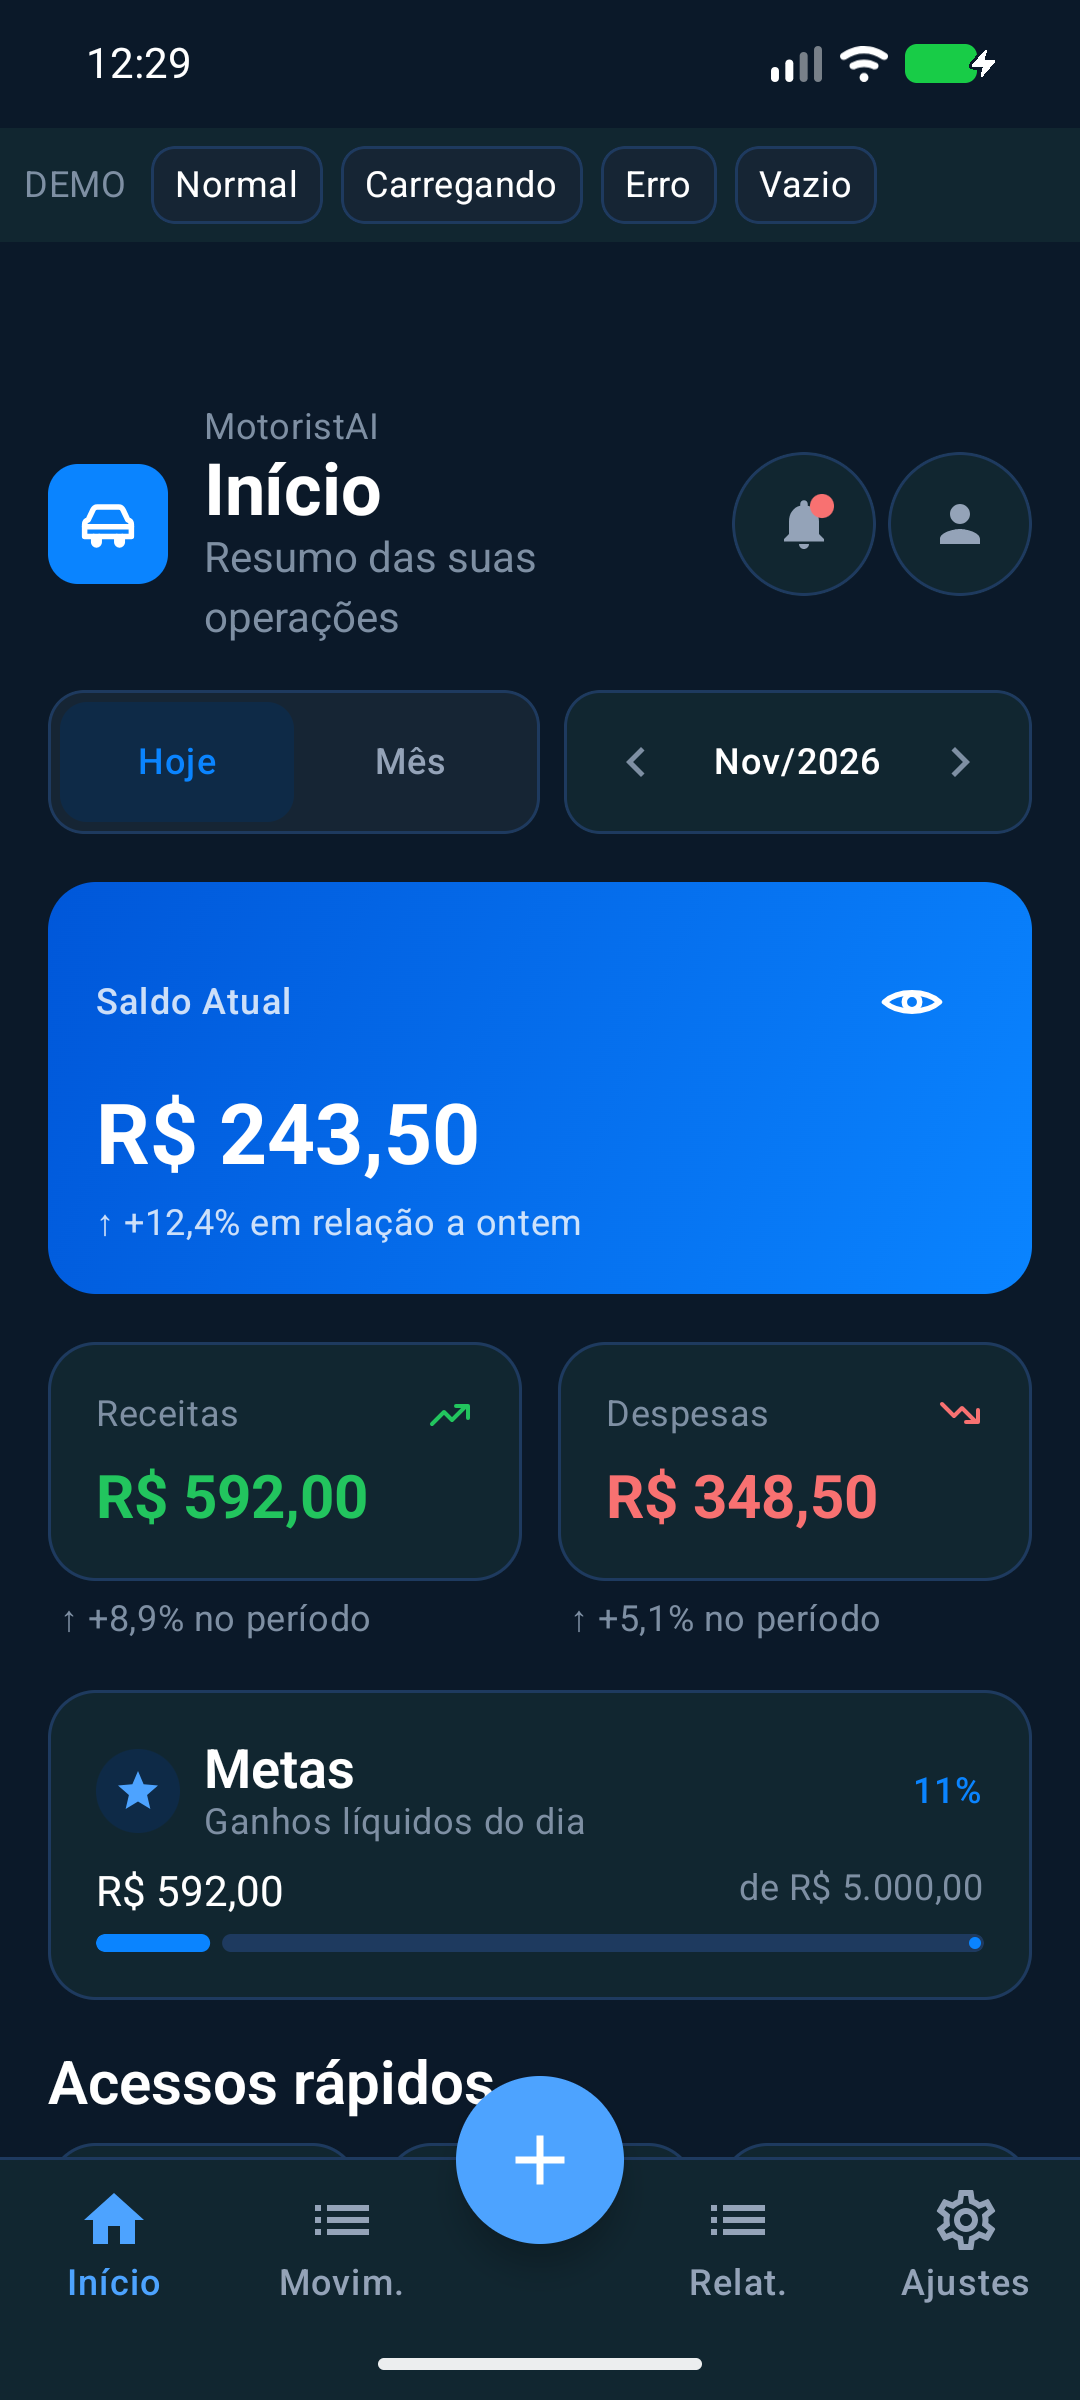 12:29
DEMO
Normal
Carregando
Erro
Vazio
MotoristAI
Início
Resumo das suas
operações
Hoje
Mês
Nov/2026
Saldo Atual
R$ 243,50
↑ +12,4% em relação a ontem
Receitas
R$ 592,00
↑ +8,9% no período
Despesas
R$ 348,50
↑ +5,1% no período
Metas
Ganhos líquidos do dia
11%
R$ 592,00
de R$ 5.000,00
Acessos rápidos
Início
Movim.
Relat.
Ajustes